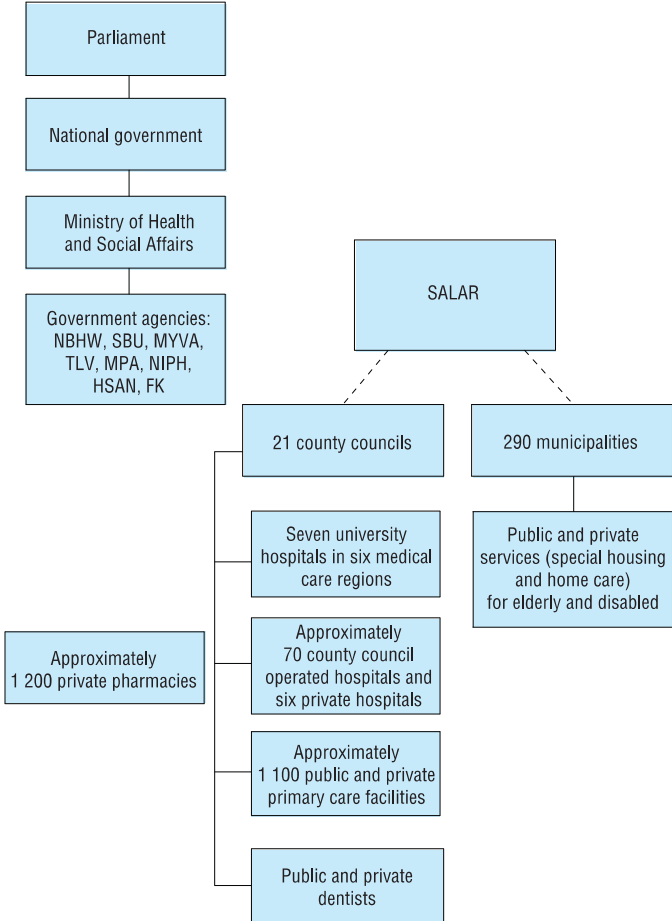 Parliament
National government
Ministry of Health
and Social Affairs
Government agencies:
NBHW, SBU, MYVA,
TLV, MPA, NIPH,
HSAN, FK
SALAR
21 county councils
290 municipalities
Seven university
hospitals in six medical
care regions
Public and private
services (special housing
and home care)
for elderly and disabled
Approximately
70 county council
operated hospitals and
six private hospitals
Approximately
1 200 private pharmacies
Approximately
1 100 public and private
primary care facilities
Public and private
dentists